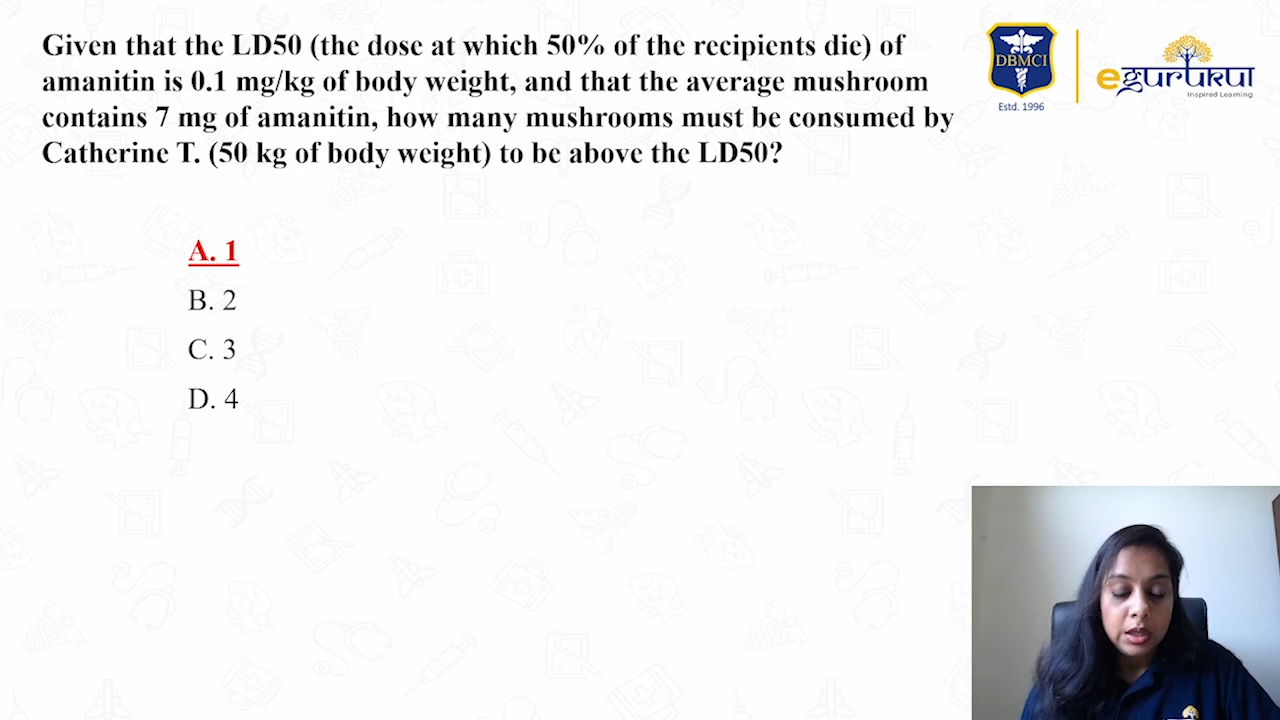 Given that the LD50 (the dose at which 50% of the recipients die) of
amanitin is 0.1 mg/kg of body weight, and that the average mushroom
contains 7 mg of amanitin, how many mushrooms must be consumed by
Catherine T. (50 kg of body weight) to be above the LD50?
DBMCI
Estd. 1996
egurukul
Inspired Learning
A. 1
B. 2
C. 3
D. 4